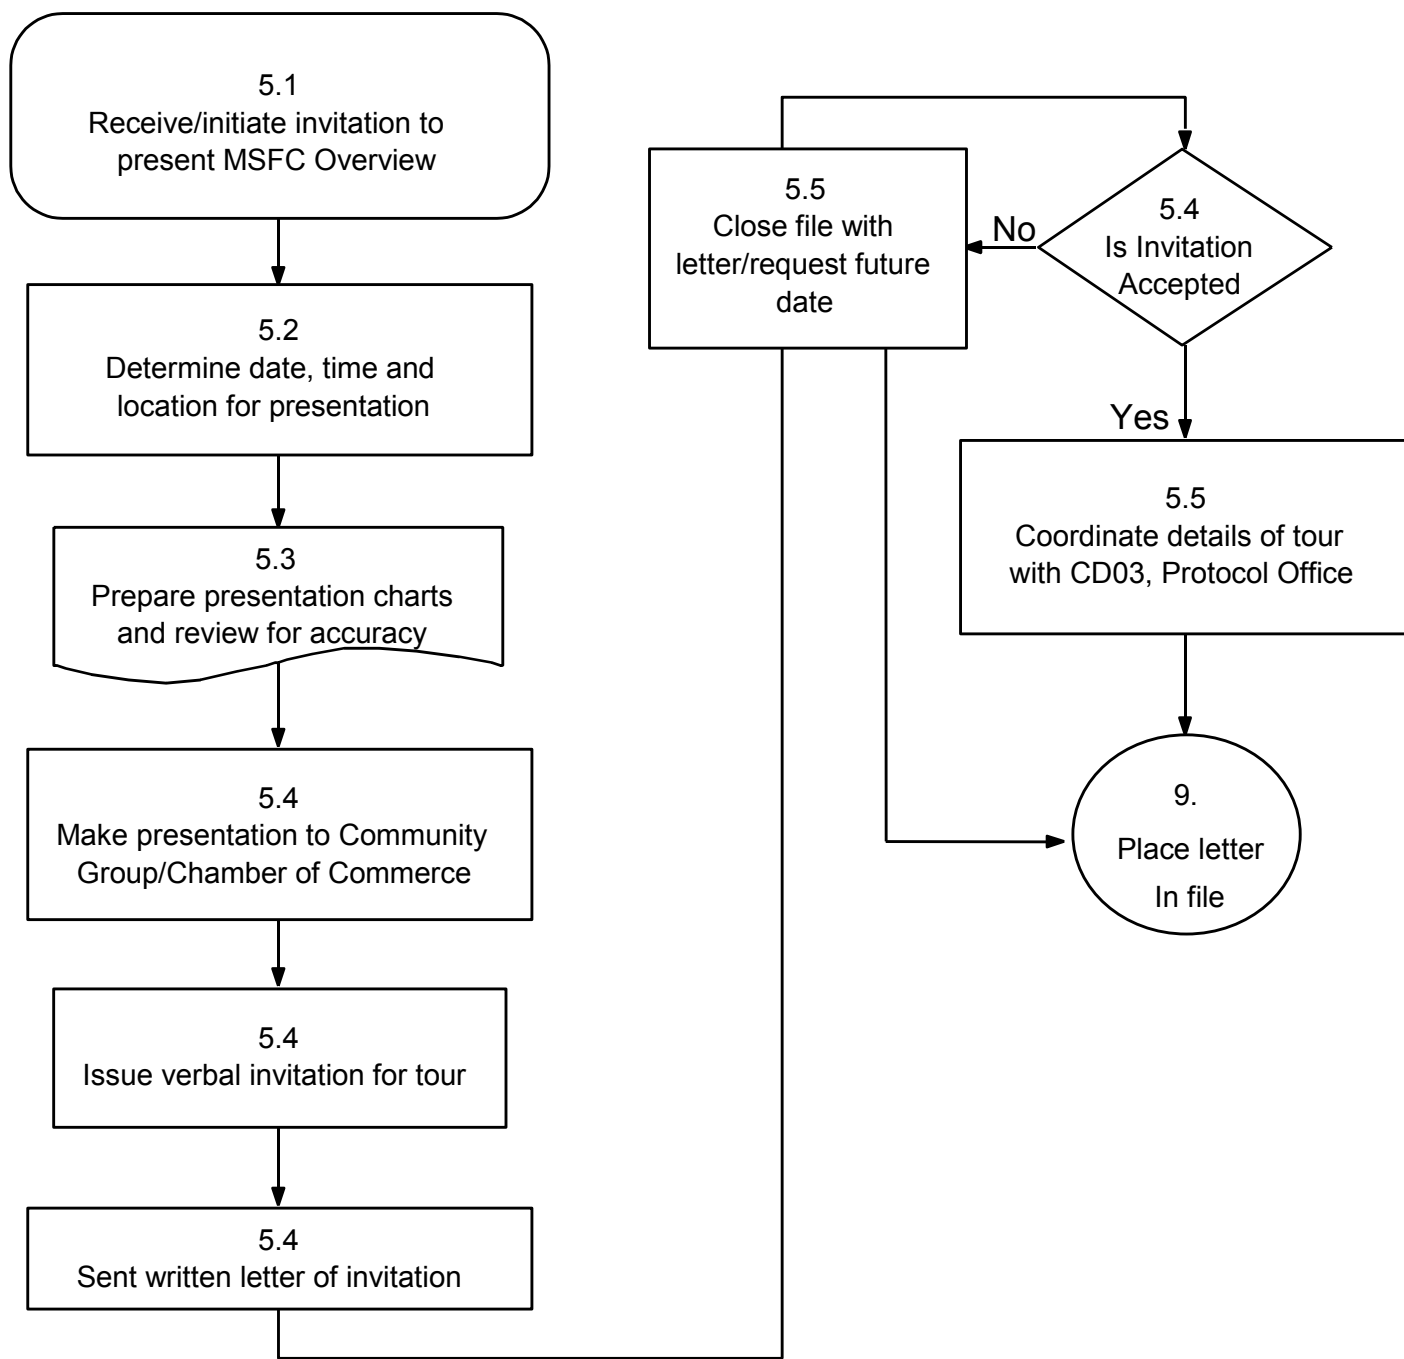 5.1
Receive/initiate invitation to
present MSFC Overview
5.2
Determine date, time and
location for presentation
5.3
Prepare presentation charts
and review for accuracy
5.4
Make presentation to Community
Group/Chamber of Commerce
5.4
Issue verbal invitation for tour
5.4
Sent written letter of invitation
5.4
Is Invitation
Accepted
No
5.5
Close file with
letter/request future
date
Yes
5.5
Coordinate details of tour
with CD03, Protocol Office
9.
Place letter
In file